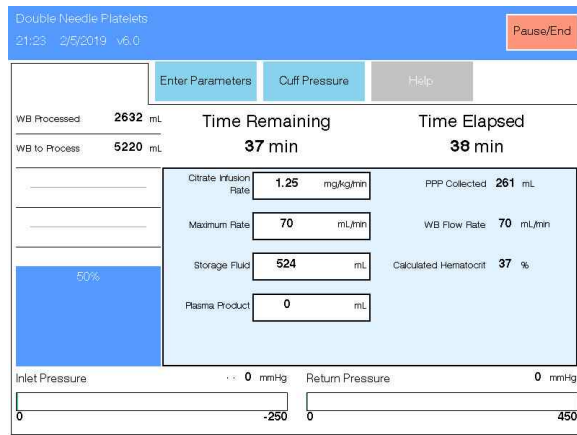 Double Needle Platelets
21:23 2/5/2019 v6.0
Pause/End
Enter Parameters
Cuff Pressure
Help
WB Processed 2632 mL
WB to Process 5220 mL
50%
Time Remaining
37 min
Time Elapsed
38 min
Citrate Infusion
Rate
1.25 mg/kg/min
Maximum Rate 70 mL/min
Storage Fluid 524 mL
Plasma Product 0 mL
PPP Collected 261 mL
WB Flow Rate 70 mL/min
Calculated Hematocrit 37 %
Inlet Pressure -- 0 mmHg
0 -250
Return Pressure 0 mmHg
0 450